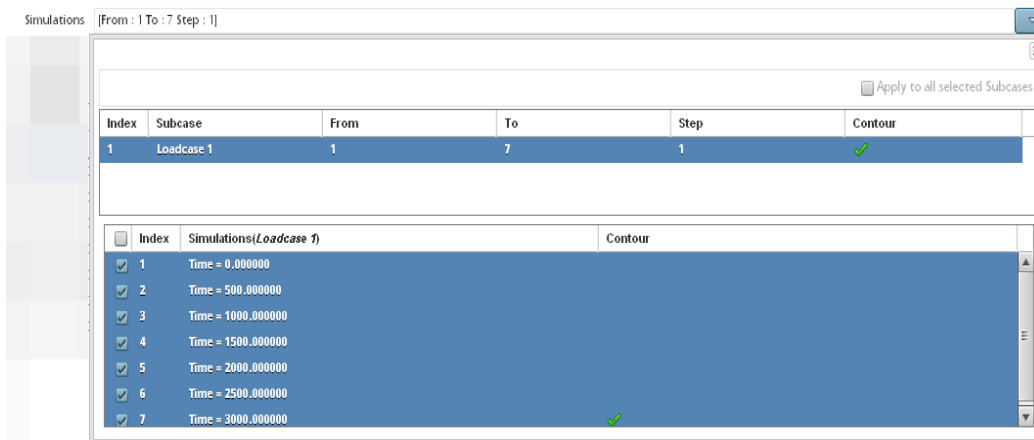 Simulations [From : 1 To : 7 Step : 1]
Apply to all selected Subcases
Index Subcase From To Step Contour
1 Loadcase 1 1 7 1
Index Simulations(Loadcase 1) Contour
1 Time = 0.000000
2 Time = 500.000000
3 Time = 1000.000000
4 Time = 1500.000000
5 Time = 2000.000000
6 Time = 2500.000000
7 Time = 3000.000000